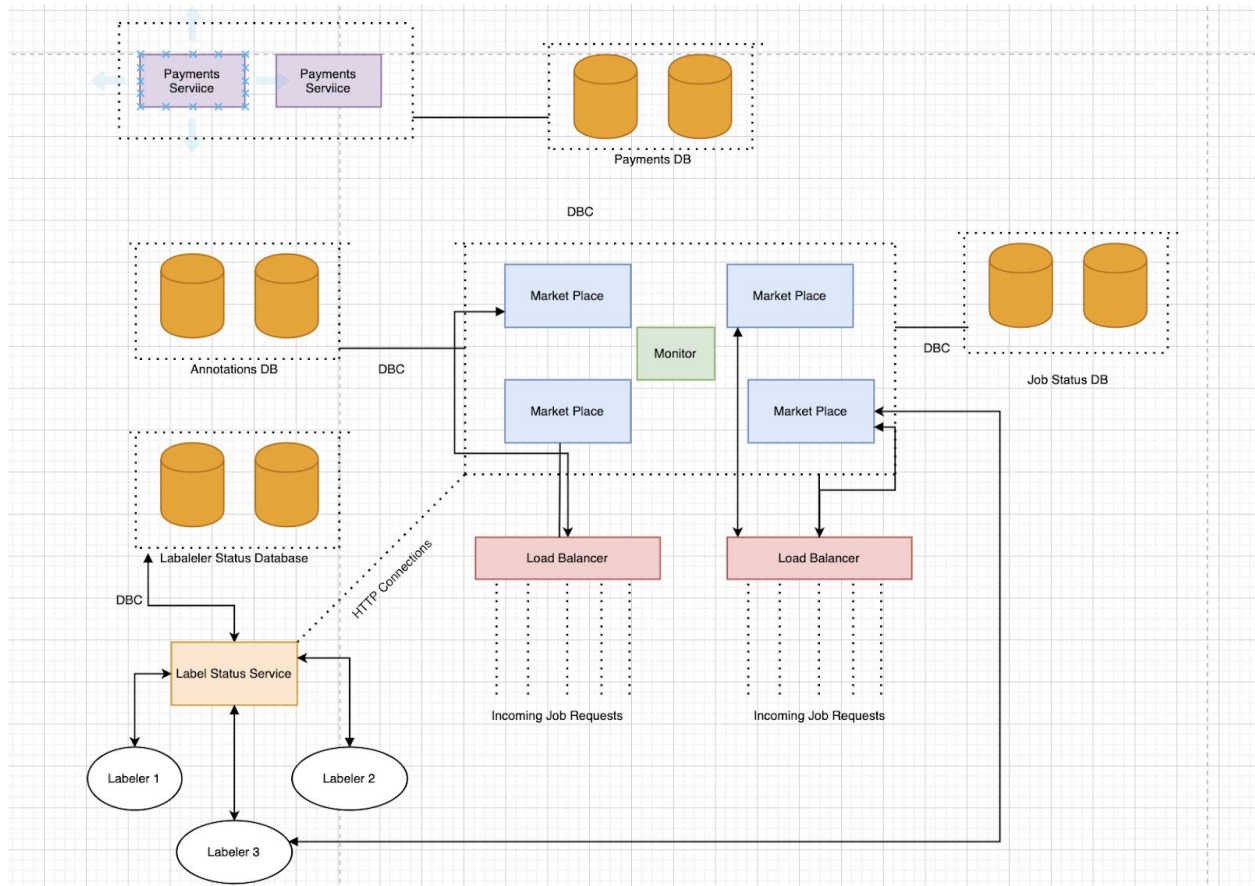 Payments
Serviice
Payments
Serviice
Payments DB
DBC
Market Place
Market Place
Monitor
DBC
DBC
Annotations DB
Job Status DB
Market Place
Market Place
Labaleler Status Database
Load Balancer
Load Balancer
HTTP Connections
DBC
Label Status Service
Incoming Job Requests
Incoming Job Requests
Labeler 1
Labeler 2
Labeler 3